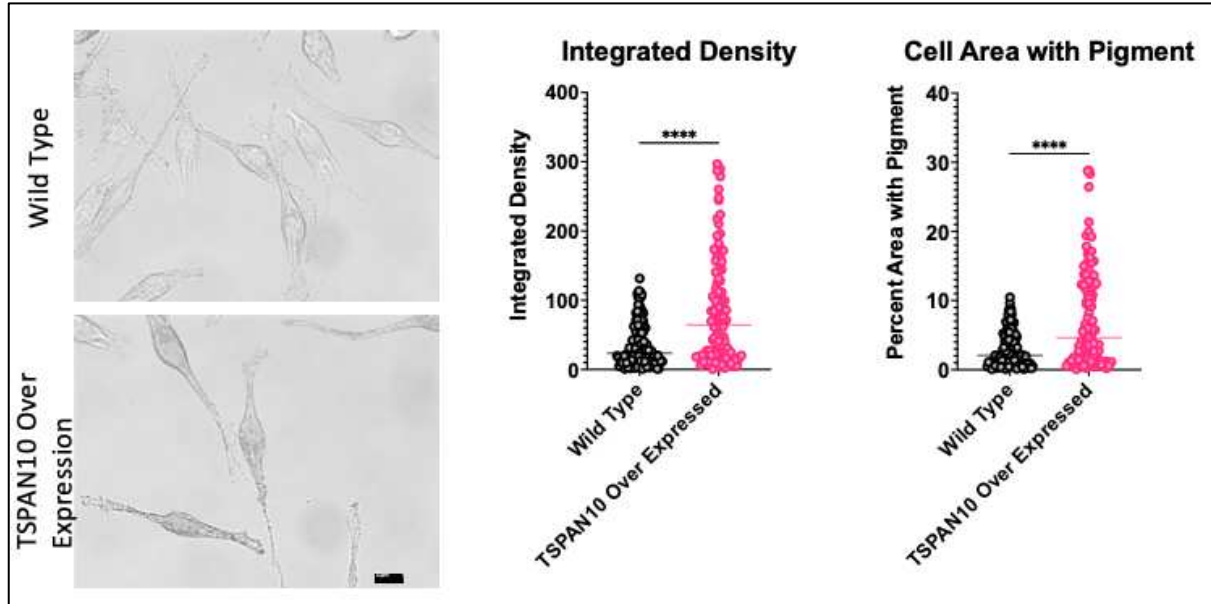 Wild Type
TSPAN10 Over
Expression
Integrated Density
Integrated Density
400
300
200
100
0
****
Wild Type
TSPAN10 Over Expressed
Cell Area with Pigment
Percent Area with Pigment
40
30
20
10
0
****
Wild Type
TSPAN10 Over Expressed